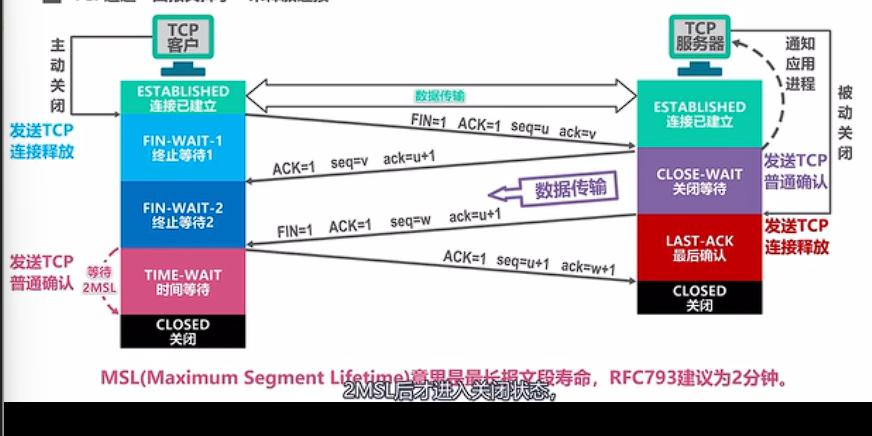 TCP
客户
TCP
服务器
主动关闭
通知
应用
进程
被动关闭
ESTABLISHED
连接已建立
数据传输
ESTABLISHED
连接已建立
发送TCP
连接释放
FIN-WAIT-1
终止等待1
FIN=1 ACK=1 seq=u ack=v
ACK=1 seq=v ack=u+1
CLOSE-WAIT
关闭等待
发送TCP
普通确认
数据传输
FIN-WAIT-2
终止等待2
FIN=1 ACK=1 seq=w ack=u+1
LAST-ACK
最后确认
发送TCP
连接释放
发送TCP
普通确认
等待
2MSL
TIME-WAIT
时间等待
ACK=1 seq=u+1 ack=w+1
CLOSED
关闭
CLOSED
关闭
MSL(Maximum Segment Lifetime)意思是最长报文段寿命，RFC793建议为2分钟。
2MSL后才进入关闭状态，